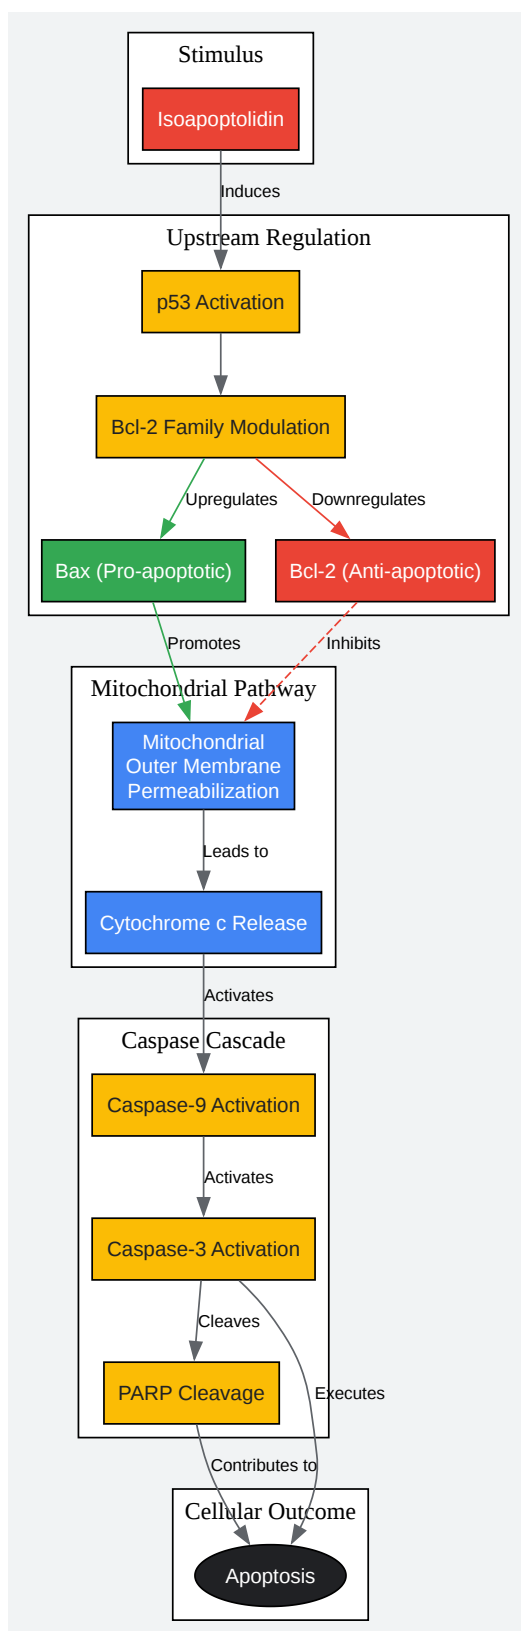 Stimulus
Isoapoptolidin
Induces
Upstream Regulation
p53 Activation
Bcl-2 Family Modulation
Upregulates
Downregulates
Bax (Pro-apoptotic)
Bcl-2 (Anti-apoptotic)
Promotes
Inhibits
Mitochondrial Pathway
Mitochondrial
Outer Membrane
Permeabilization
Leads to
Cytochrome c Release
Activates
Caspase Cascade
Caspase-9 Activation
Activates
Caspase-3 Activation
Cleaves
PARP Cleavage
Executes
Contributes to
Cellular Outcome
Apoptosis